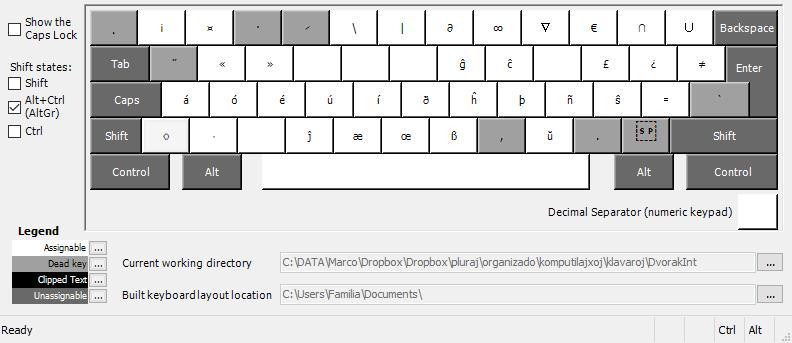 Show the
Caps Lock
Shift states:
Shift
Alt+Ctrl
(AltGr)
Ctrl
. ¡ ¤ \ | ∂ ∞ ∇ € ∩ ∪ Backspace
Tab ¨ « » ĝ ĉ £ ¿ ≠ Enter
Caps á ó é ú í ð ĥ þ ñ ŝ = `
Shift ○ · ĵ æ œ ß , ŭ . SP Shift
Control Alt Alt Control
Decimal Separator (numeric keypad)
Legend
Assignable ...
Dead key ...
Clipped Text ...
Unassignable ...
Current working directory C:\DATA\Marco\Dropbox\Dropbox\pluraj\organizado\komputilajxoj\klavaroj\DvorakInt ...
Built keyboard layout location C:\Users\Familia\Documents\ ...
Ready Ctrl Alt